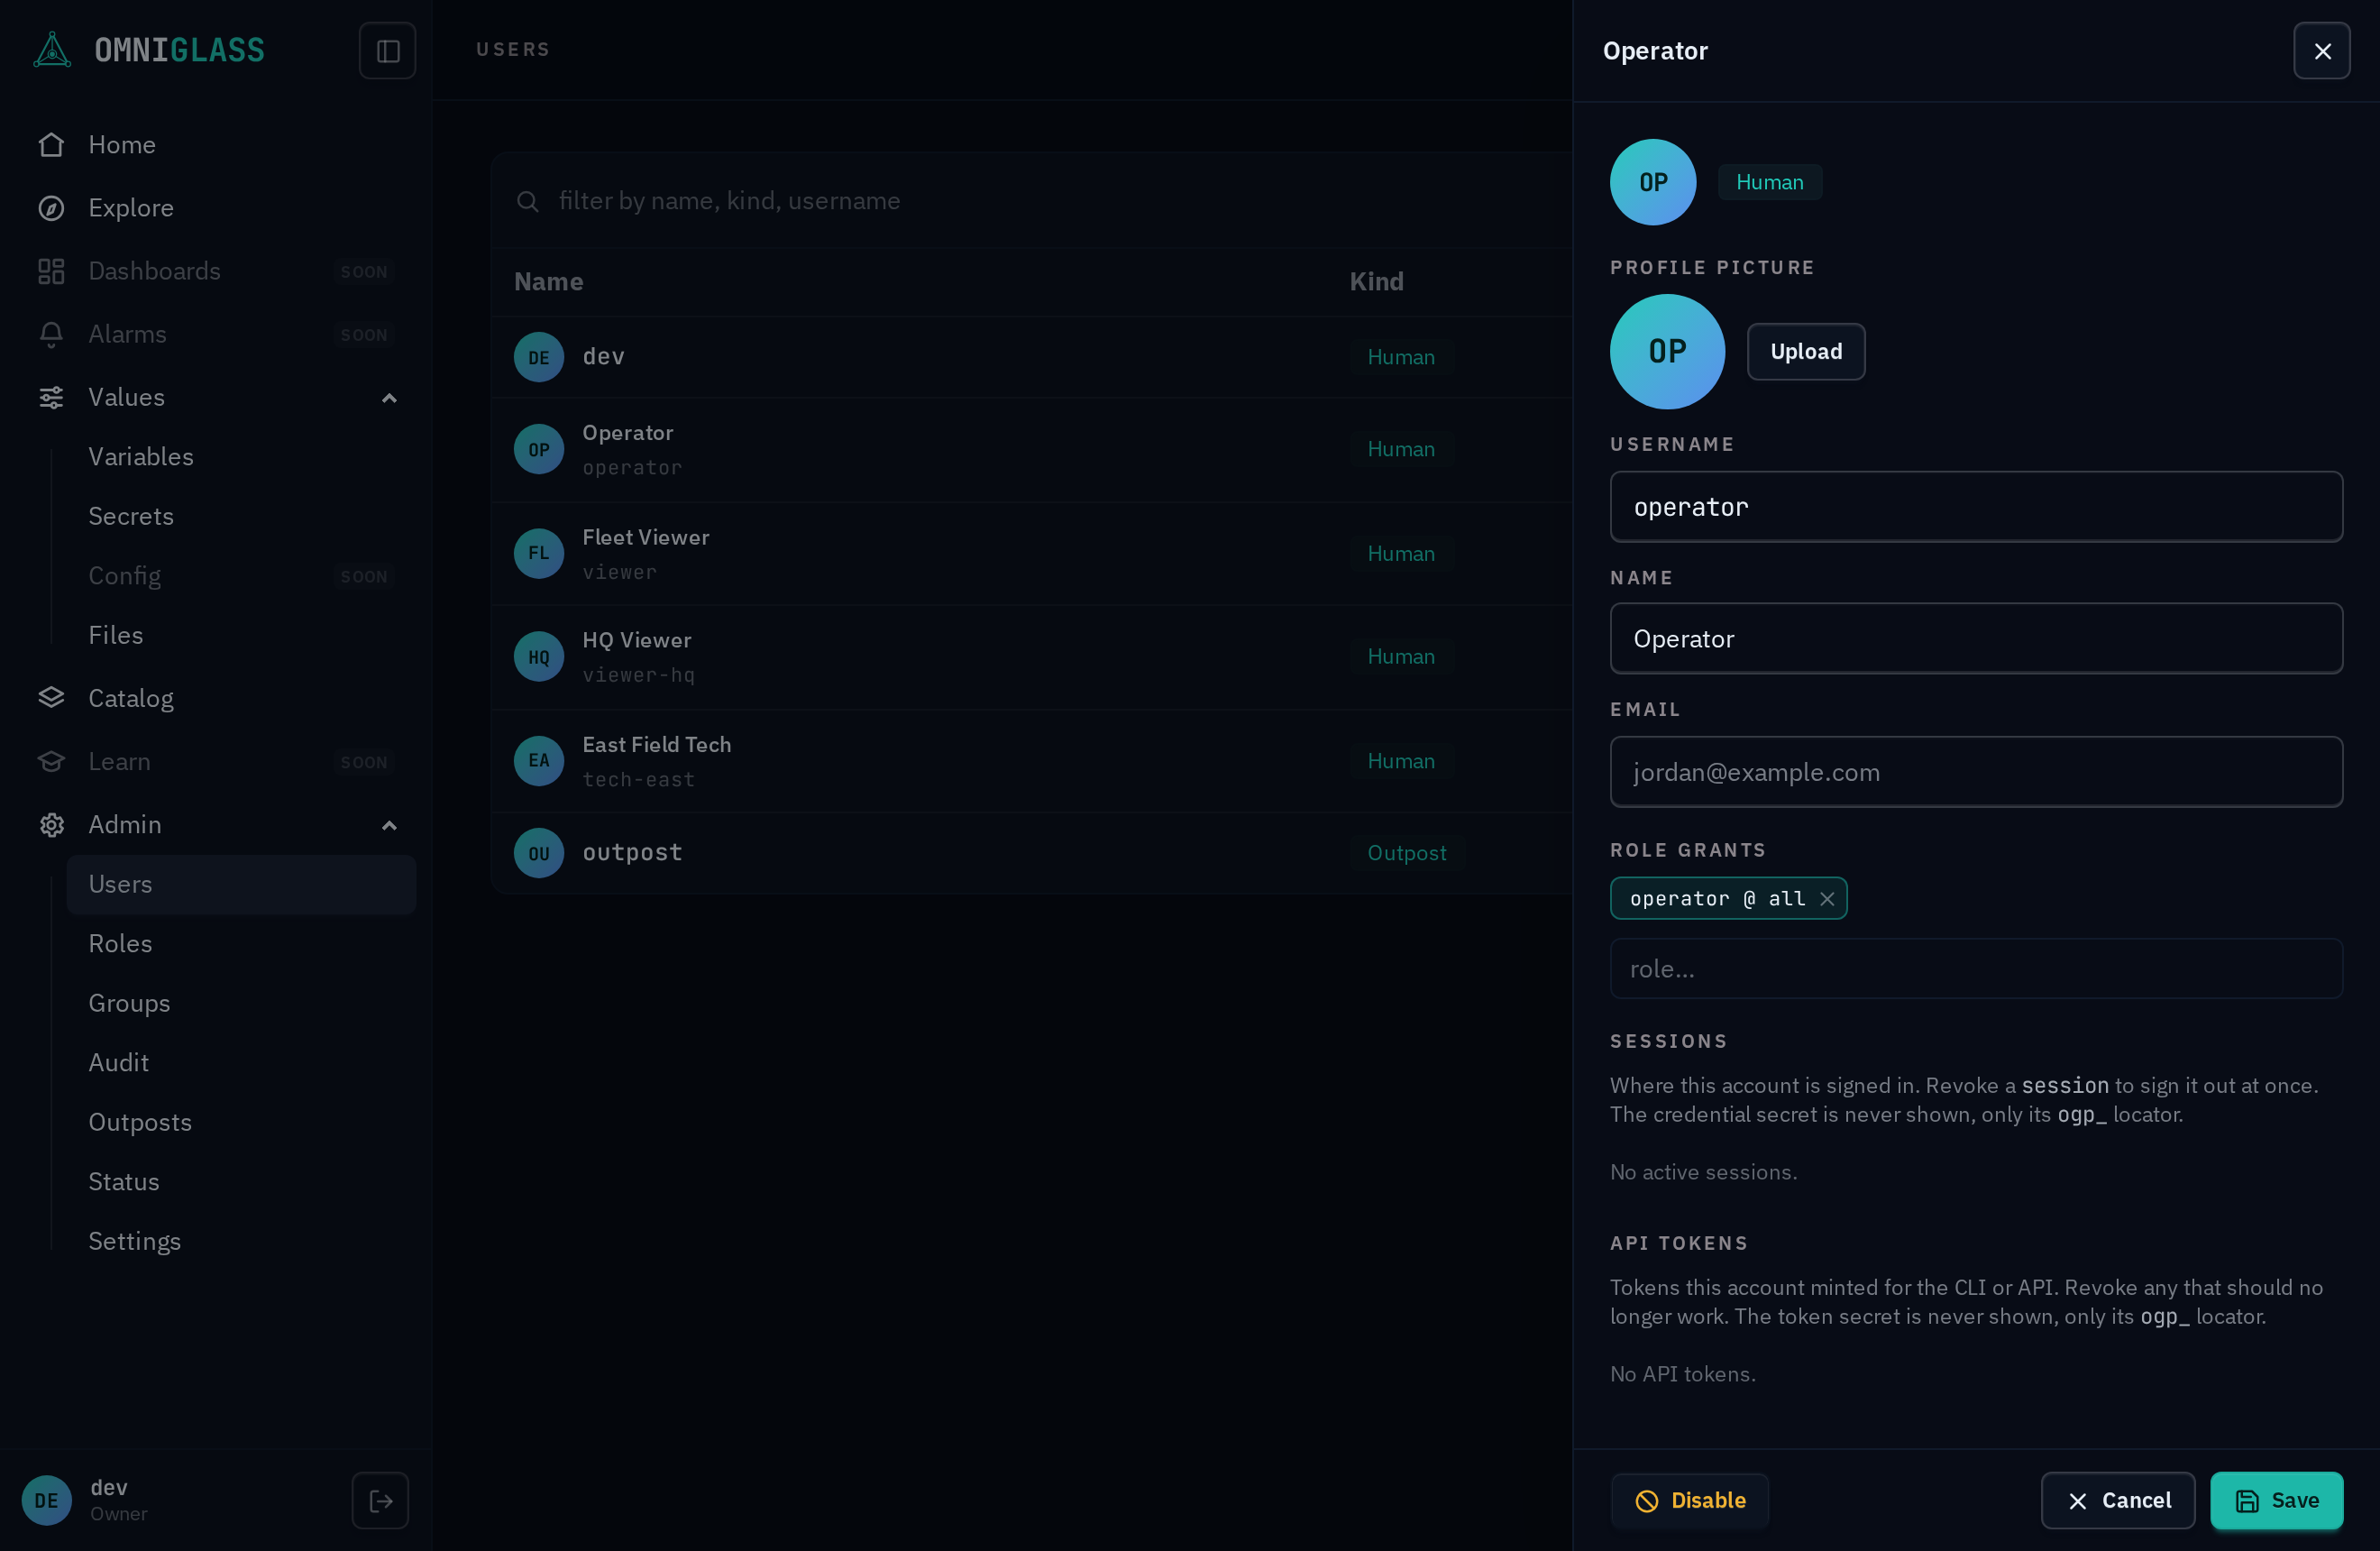 OMNIGLASS
Home
Explore
Dashboards SOON
Alarms SOON
Values
Variables
Secrets
Config SOON
Files
Catalog
Learn SOON
Admin
Users
Roles
Groups
Audit
Outposts
Status
Settings
DE dev
Owner
USERS
filter by name, kind, username
Name Kind
DE dev Human
OP Operator Human
operator
FL Fleet Viewer Human
viewer
HQ HQ Viewer Human
viewer-hq
EA East Field Tech Human
tech-east
OU outpost Outpost
Operator
OP Human
PROFILE PICTURE
OP Upload
USERNAME
operator
NAME
Operator
EMAIL
jordan@example.com
ROLE GRANTS
operator @ all
role...
SESSIONS
Where this account is signed in. Revoke a session to sign it out at once.
The credential secret is never shown, only its ogp_ locator.
No active sessions.
API TOKENS
Tokens this account minted for the CLI or API. Revoke any that should no
longer work. The token secret is never shown, only its ogp_ locator.
No API tokens.
Disable Cancel Save